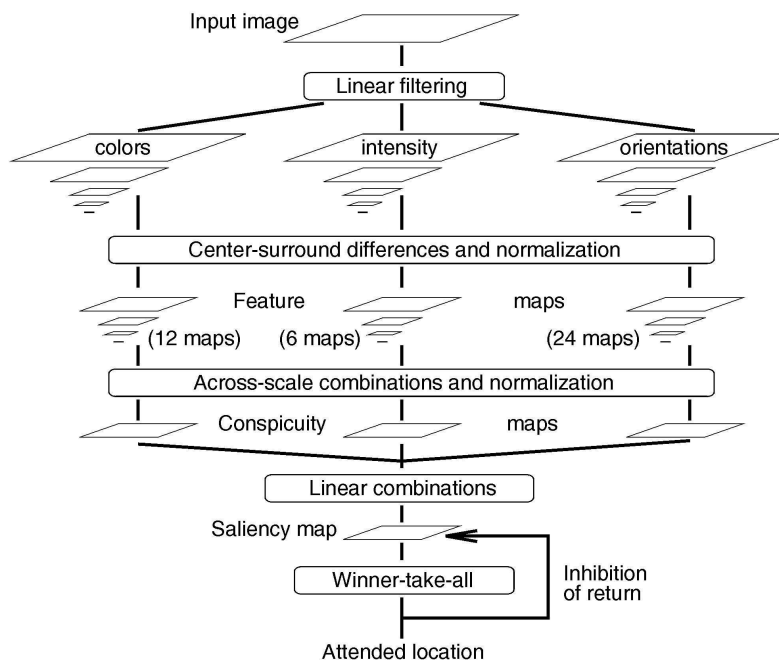 Input image
Linear filtering
colors
intensity
orientations
Center-surround differences and normalization
Feature maps
(12 maps)
(6 maps)
(24 maps)
Across-scale combinations and normalization
Conspicuity maps
Linear combinations
Saliency map
Winner-take-all
Inhibition
of return
Attended location